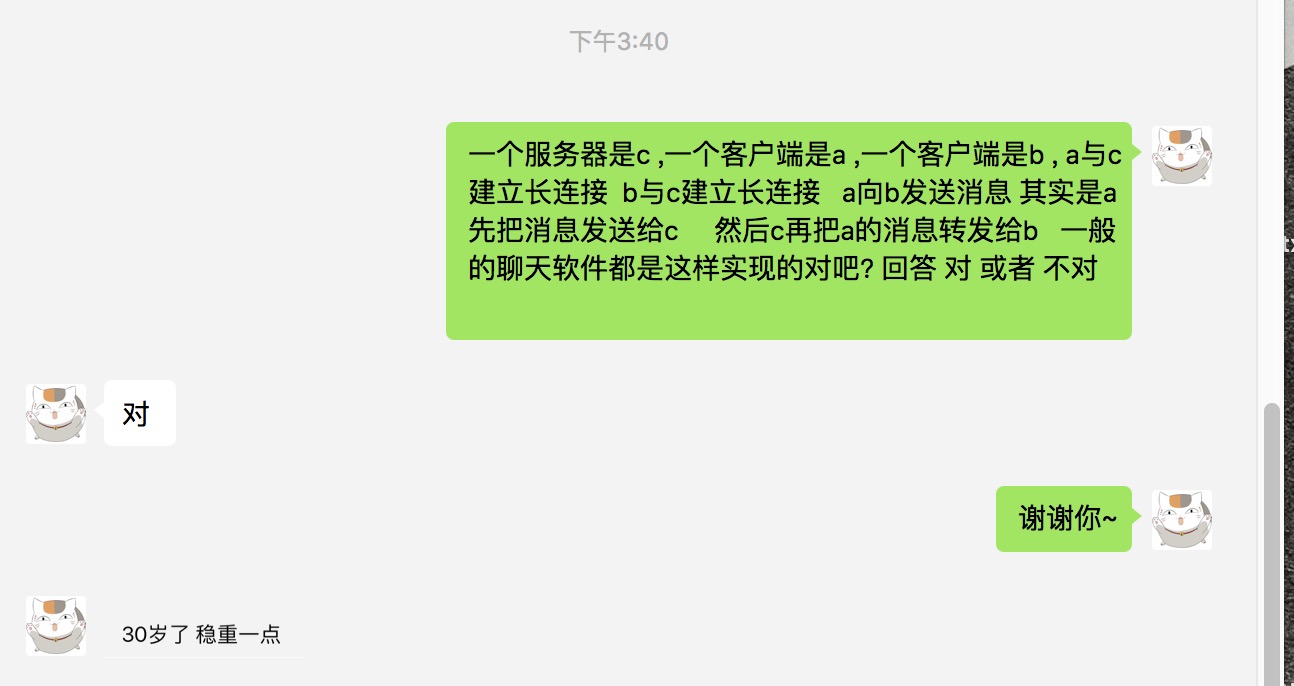 下午3:40
一个服务器是c ,一个客户端是a ,一个客户端是b , a与c
建立长连接  b与c建立长连接   a向b发送消息 其实是a
先把消息发送给c     然后c再把a的消息转发给b   一般
的聊天软件都是这样实现的对吧? 回答 对 或者 不对
对
谢谢你~
30岁了 稳重一点